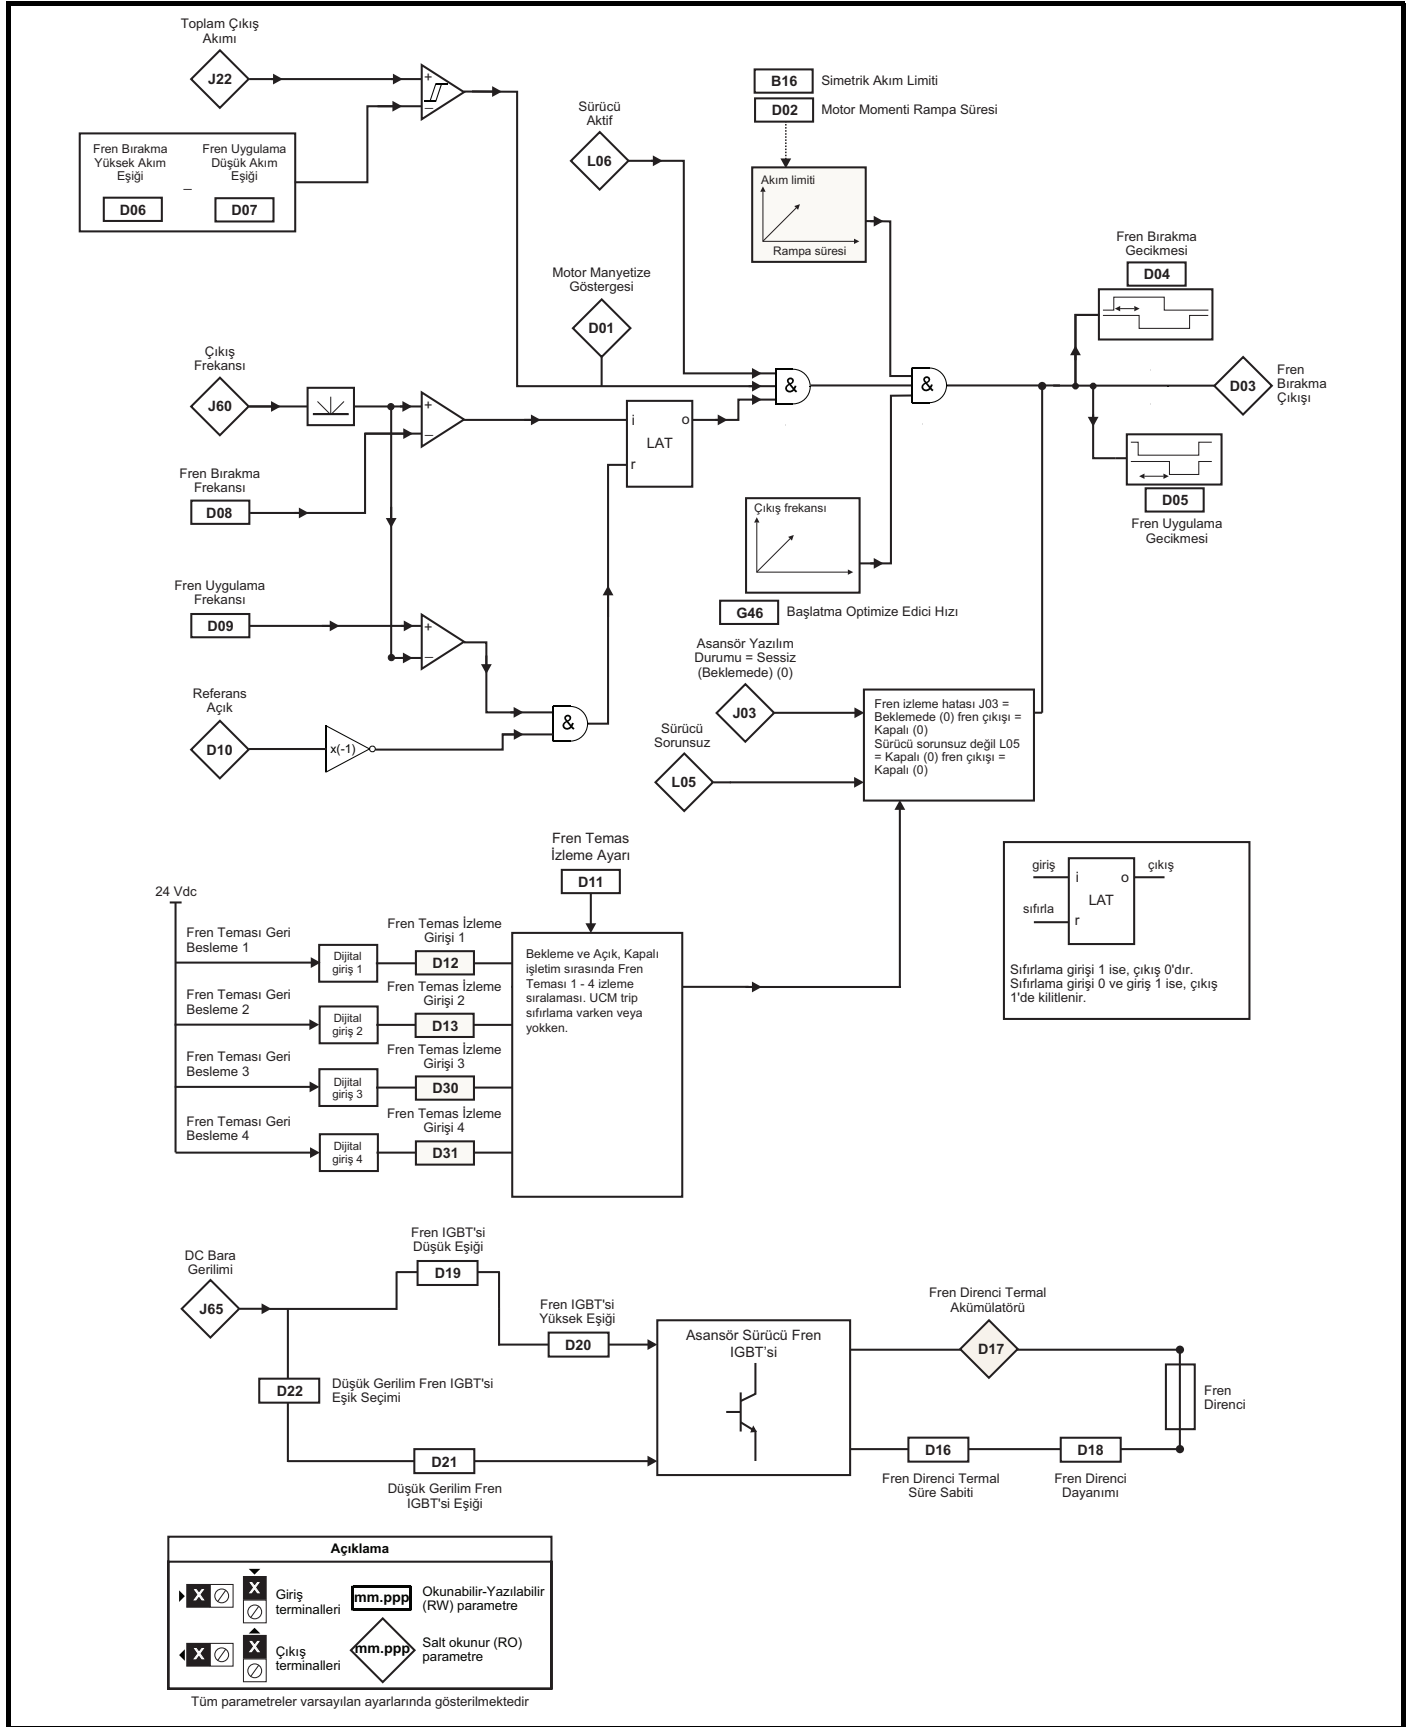 Toplam Çıkış
Akımı
J22
+
–
Fren Bırakma
Yüksek Akım
Eşiği
D06
–
Fren Uygulama
Düşük Akım
Eşiği
D07
Sürücü
Aktif
L06
B16 Simetrik Akım Limiti
D02 Motor Momenti Rampa Süresi
Akım limiti
Rampa süresi
Motor Manyetize
Göstergesi
D01
Fren Bırakma
Gecikmesi
D04
Çıkış
Frekansı
J60
+
–
i
o
LAT
r
&
&
D03
Fren
Bırakma
Çıkışı
Fren Bırakma
Frekansı
D08
D05
Fren Uygulama
Gecikmesi
Çıkış frekansı
G46 Başlatma Optimize Edici Hızı
Fren Uygulama
Frekansı
D09
+
–
Referans
Açık
D10
x(-1)
&
Asansör Yazılım
Durumu = Sessiz
(Beklemede) (0)
J03
Sürücü
Sorunsuz
L05
Fren izleme hatası J03 =
Beklemede (0) fren çıkışı =
Kapalı (0)
Sürücü sorunsuz değil L05
= Kapalı (0) fren çıkışı =
Kapalı (0)
Fren Temas
İzleme Ayarı
D11
giriş
i
o
çıkış
LAT
sıfırla
r
Sıfırlama girişi 1 ise, çıkış 0'dır.
Sıfırlama girişi 0 ve giriş 1 ise, çıkış
1'de kilitlenir.
24 Vdc
Fren Teması Geri
Besleme 1
Dijital
giriş 1
Fren Temas İzleme
Girişi 1
D12
Fren Teması Geri
Besleme 2
Dijital
giriş 2
Fren Temas İzleme
Girişi 2
D13
Fren Teması Geri
Besleme 3
Dijital
giriş 3
Fren Temas İzleme
Girişi 3
D30
Fren Teması Geri
Besleme 4
Dijital
giriş 4
Fren Temas İzleme
Girişi 4
D31
Bekleme ve Açık, Kapalı
işletim sırasında Fren
Teması 1 - 4 izleme
sıralaması. UCM trip
sıfırlama varken veya
yokken.
DC Bara
Gerilimi
J65
Fren IGBT'si
Düşük Eşiği
D19
Fren IGBT'si
Yüksek Eşiği
D20
D22
Düşük Gerilim Fren IGBT'si
Eşik Seçimi
D21
Düşük Gerilim Fren
IGBT'si Eşiği
Asansör Sürücü Fren
IGBT'si
Fren Direnci Termal
Akümülatörü
D17
Fren
Direnci
D16
Fren Direnci Termal
Süre Sabiti
D18
Fren Direnci
Dayanımı
Açıklama
X
X
Giriş
terminalleri
mm.ppp
Okunabilir-Yazılabilir
(RW) parametre
X
X
Çıkış
terminalleri
mm.ppp
Salt okunur (RO)
parametre
Tüm parametreler varsayılan ayarlarında gösterilmektedir